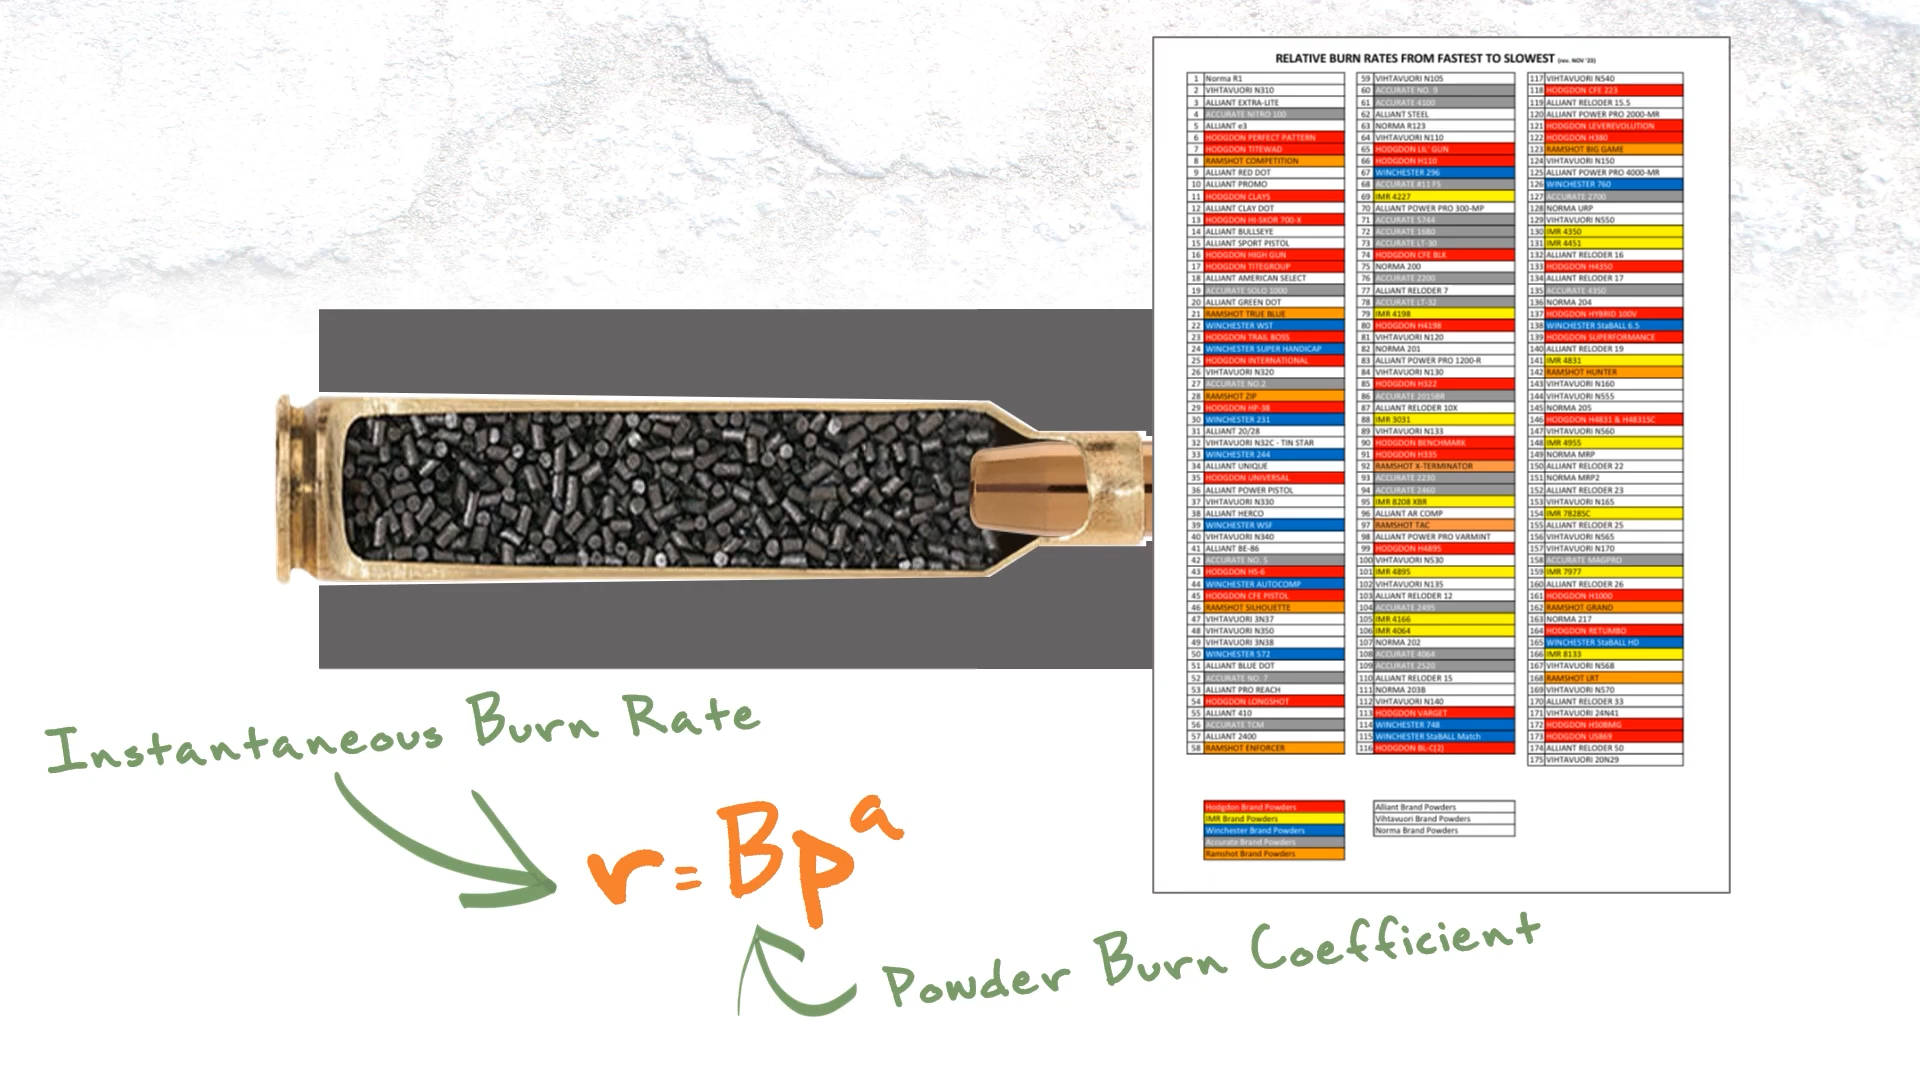 RELATIVE BURN RATES FROM FASTEST TO SLOWEST (rev. NOV '23)
1 Norma R1
2 VIHTAVUORI N310
3 ALLIANT EXTRA-LITE
4 ACCURATE NITRO 100
5 ALLIANT e3
6 HODGDON PERFECT PATTERN
7 HODGDON TITEWAD
8 RAMSHOT COMPETITION
9 ALLIANT RED DOT
10 ALLIANT PROMO
11 HODGDON CLAYS
12 ALLIANT CLAY DOT
13 HODGDON HI-SKOR 700-X
14 ALLIANT BULLSEYE
15 ALLIANT SPORT PISTOL
16 HODGDON HIGH GUN
17 HODGDON TITEGROUP
18 ALLIANT AMERICAN SELECT
19 ACCURATE SOLO 1000
20 ALLIANT GREEN DOT
21 RAMSHOT TRUE BLUE
22 WINCHESTER WST
23 HODGDON TRAIL BOSS
24 WINCHESTER SUPER HANDICAP
25 HODGDON INTERNATIONAL
26 VIHTAVUORI N320
27 ACCURATE NO.2
28 RAMSHOT ZIP
29 HODGDON HP-38
30 WINCHESTER 231
31 ALLIANT 20/28
32 VIHTAVUORI N32C - TIN STAR
33 WINCHESTER 244
34 ALLIANT UNIQUE
35 HODGDON UNIVERSAL
36 ALLIANT POWER PISTOL
37 VIHTAVUORI N330
38 ALLIANT HERCO
39 WINCHESTER WSF
40 VIHTAVUORI N340
41 ALLIANT BE-86
42 ACCURATE NO. 5
43 HODGDON HS-6
44 WINCHESTER AUTOCOMP
45 HODGDON CFE PISTOL
46 RAMSHOT SILHOUETTE
47 VIHTAVUORI 3N37
48 VIHTAVUORI N350
49 VIHTAVUORI 3N38
50 WINCHESTER 572
51 ALLIANT BLUE DOT
52 ACCURATE NO. 7
53 ALLIANT PRO REACH
54 HODGDON LONGSHOT
55 ALLIANT 410
56 ACCURATE TCM
57 ALLIANT 2400
58 RAMSHOT ENFORCER
59 VIHTAVUORI N105
60 ACCURATE NO. 9
61 ACCURATE 4100
62 ALLIANT STEEL
63 NORMA R123
64 VIHTAVUORI N110
65 HODGDON LIL' GUN
66 HODGDON H110
67 WINCHESTER 296
68 ACCURATE #11 FS
69 IMR 4227
70 ALLIANT POWER PRO 300-MP
71 ACCURATE 5744
72 ACCURATE 1680
73 ACCURATE LT-30
74 HODGDON CFE BLK
75 NORMA 200
76 ACCURATE 2200
77 ALLIANT RELODER 7
78 ACCURATE LT-32
79 IMR 4198
80 HODGDON H4198
81 VIHTAVUORI N120
82 NORMA 201
83 ALLIANT POWER PRO 1200-R
84 VIHTAVUORI N130
85 HODGDON H322
86 ACCURATE 2015BR
87 ALLIANT RELODER 10X
88 IMR 3031
89 VIHTAVUORI N133
90 HODGDON BENCHMARK
91 HODGDON H335
92 RAMSHOT X-TERMINATOR
93 ACCURATE 2230
94 ACCURATE 2460
95 IMR 8208 XBR
96 ALLIANT AR COMP
97 RAMSHOT TAC
98 ALLIANT POWER PRO VARMINT
99 HODGDON H4895
100 VIHTAVUORI N530
101 IMR 4895
102 VIHTAVUORI N135
103 ALLIANT RELODER 12
104 ACCURATE 2495
105 IMR 4166
106 IMR 4064
107 NORMA 202
108 ACCURATE 4064
109 ACCURATE 2520
110 ALLIANT RELODER 15
111 NORMA 203B
112 VIHTAVUORI N140
113 HODGDON VARGET
114 WINCHESTER 748
115 WINCHESTER StaBALL Match
116 HODGDON BL-C(2)
117 VIHTAVUORI N540
118 HODGDON CFE 223
119 ALLIANT RELODER 15.5
120 ALLIANT POWER PRO 2000-MR
121 HODGDON LEVEREVOLUTION
122 HODGDON H380
123 RAMSHOT BIG GAME
124 VIHTAVUORI N150
125 ALLIANT POWER PRO 4000-MR
126 WINCHESTER 760
127 ACCURATE 2700
128 NORMA URP
129 VIHTAVUORI N550
130 IMR 4350
131 IMR 4451
132 ALLIANT RELODER 16
133 HODGDON H4350
134 ALLIANT RELODER 17
135 ACCURATE 4350
136 NORMA 204
137 HODGDON HYBRID 100V
138 WINCHESTER StaBALL 6.5
139 HODGDON SUPERFORMANCE
140 ALLIANT RELODER 19
141 IMR 4831
142 RAMSHOT HUNTER
143 VIHTAVUORI N160
144 VIHTAVUORI N555
145 NORMA 205
146 HODGDON H4831 & H4831SC
147 VIHTAVUORI N560
148 IMR 4955
149 NORMA MRP
150 ALLIANT RELODER 22
151 NORMA MRP2
152 ALLIANT RELODER 23
153 VIHTAVUORI N165
154 IMR 7828SC
155 ALLIANT RELODER 25
156 VIHTAVUORI N565
157 VIHTAVUORI N170
158 ACCURATE MAGPRO
159 IMR 7977
160 ALLIANT RELODER 26
161 HODGDON H1000
162 RAMSHOT GRAND
163 NORMA 217
164 HODGDON RETUMBO
165 WINCHESTER StaBALL HD
166 IMR 8133
167 VIHTAVUORI N568
168 RAMSHOT LRT
169 VIHTAVUORI N570
170 ALLIANT RELODER 33
171 VIHTAVUORI 24N41
172 HODGDON H50BMG
173 HODGDON US869
174 ALLIANT RELODER 50
175 VIHTAVUORI 20N29
Hodgdon Brand Powders
IMR Brand Powders
Winchester Brand Powders
Accurate Brand Powders
Ramshot Brand Powders
Alliant Brand Powders
Vihtavuori Brand Powders
Norma Brand Powders
Instantaneous Burn Rate
r=Bpᵃ
Powder Burn Coefficient